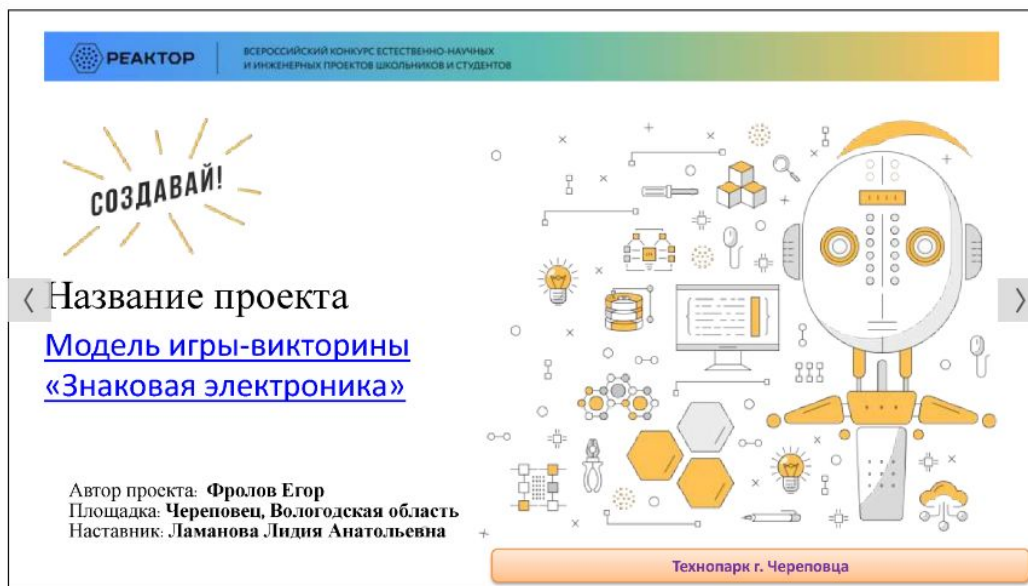 РЕАКТОР
ВСЕРОССИЙСКИЙ КОНКУРС ЕСТЕСТВЕННО-НАУЧНЫХ
И ИНЖЕНЕРНЫХ ПРОЕКТОВ ШКОЛЬНИКОВ И СТУДЕНТОВ
СОЗДАВАЙ!
Название проекта
Модель игры-викторины
«Знаковая электроника»
Автор проекта: Фролов Егор
Площадка: Череповец, Вологодская область
Наставник: Ламанова Лидия Анатольевна
Технопарк г. Череповца